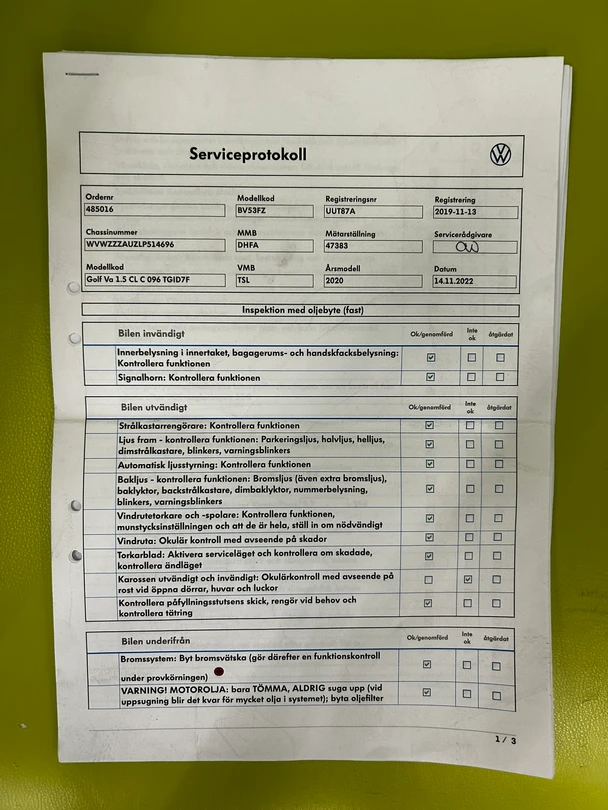 Serviceprotokoll
Ordernr Modellkod Registreringsnr Registrering
485016 BV53FZ UUT87A 2019-11-13
Chassinummer MMB Mätarställning Servicerådgivare
WVWZZZAUZLP514696 DHFA 47383
Modellkod VMB Årsmodell Datum
Golf Va 1.5 CL C 096 TGID7F TSL 2020 14.11.2022
Inspektion med oljebyte (fast)
Bilen invändigt Ok/genomförd Inte ok åtgärdat
Innerbelysning i innertaket, bagagerums- och handskfacksbelysning:
Kontrollera funktionen
Signalhorn: Kontrollera funktionen
Bilen utvändigt Ok/genomförd Inte ok åtgärdat
Strålkastarrengörare: Kontrollera funktionen
Ljus fram - kontrollera funktionen: Parkeringsljus, halvljus, helljus,
dimstrålkastare, blinkers, varningsblinkers
Automatisk ljusstyrning: Kontrollera funktionen
Bakljus - kontrollera funktionen: Bromsljus (även extra bromsljus),
baklyktor, backstrålkastare, dimbaklyktor, nummerbelysning,
blinkers, varningsblinkers
Vindrutetorkare och -spolare: Kontrollera funktionen,
munstycksinställningen och att de är hela, ställ in om nödvändigt
Vindruta: Okulär kontroll med avseende på skador
Torkarblad: Aktivera serviceläget och kontrollera om skadade,
kontrollera ändläget
Karossen utvändigt och invändigt: Okulärkontroll med avseende på
rost vid öppna dörrar, huvar och luckor
Kontrollera påfyllningsstutsens skick, rengör vid behov och
kontrollera tätring
Bilen underifrån Ok/genomförd Inte ok åtgärdat
Bromssystem: Byt bromsvätska (gör därefter en funktionskontroll
under provkörningen)
VARNING! MOTOROLJA: bara TÖMMA, ALDRIG suga upp (vid
uppsugning blir det kvar för mycket olja i systemet); byta oljefilter
1 / 3